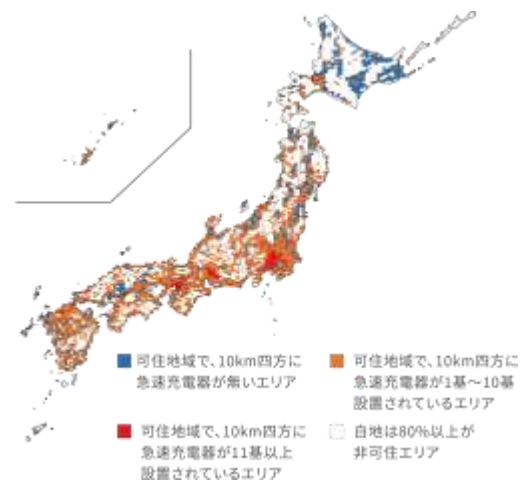 可住地域で、10km四方に
急速充電器が無いエリア
可住地域で、10km四方に
急速充電器が1基〜10基
設置されているエリア
可住地域で、10km四方に
急速充電器が11基以上
設置されているエリア
白地は80%以上が
非可住エリア